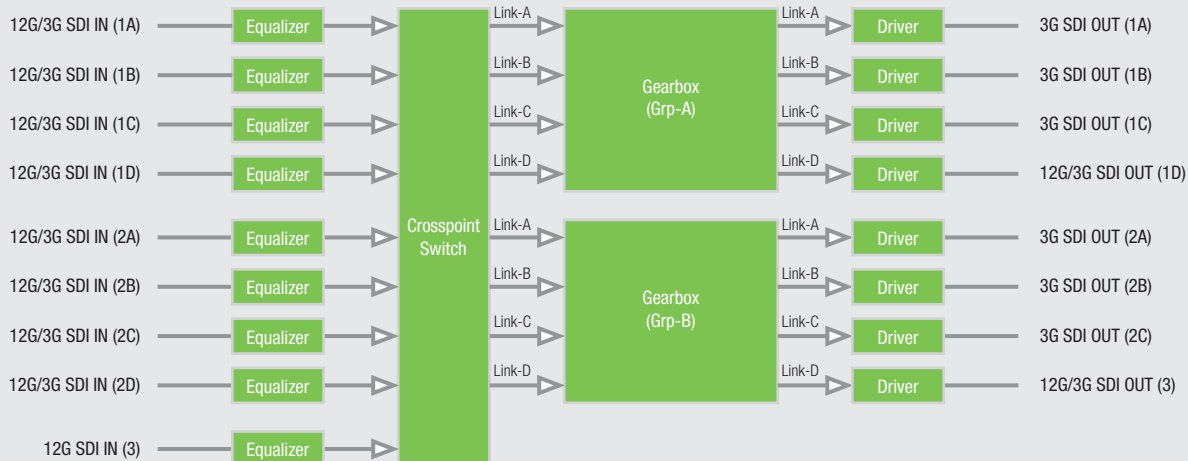 12G/3G SDI IN (1A)
Equalizer
Link-A
Link-A
Driver
3G SDI OUT (1A)
12G/3G SDI IN (1B)
Equalizer
Link-B
Link-B
Driver
3G SDI OUT (1B)
Gearbox
(Grp-A)
12G/3G SDI IN (1C)
Equalizer
Link-C
Link-C
Driver
3G SDI OUT (1C)
12G/3G SDI IN (1D)
Equalizer
Link-D
Link-D
Driver
12G/3G SDI OUT (1D)
Crosspoint
Switch
12G/3G SDI IN (2A)
Equalizer
Link-A
Link-A
Driver
3G SDI OUT (2A)
12G/3G SDI IN (2B)
Equalizer
Link-B
Link-B
Driver
3G SDI OUT (2B)
Gearbox
(Grp-B)
12G/3G SDI IN (2C)
Equalizer
Link-C
Link-C
Driver
3G SDI OUT (2C)
12G/3G SDI IN (2D)
Equalizer
Link-D
Link-D
Driver
12G/3G SDI OUT (3)
12G SDI IN (3)
Equalizer